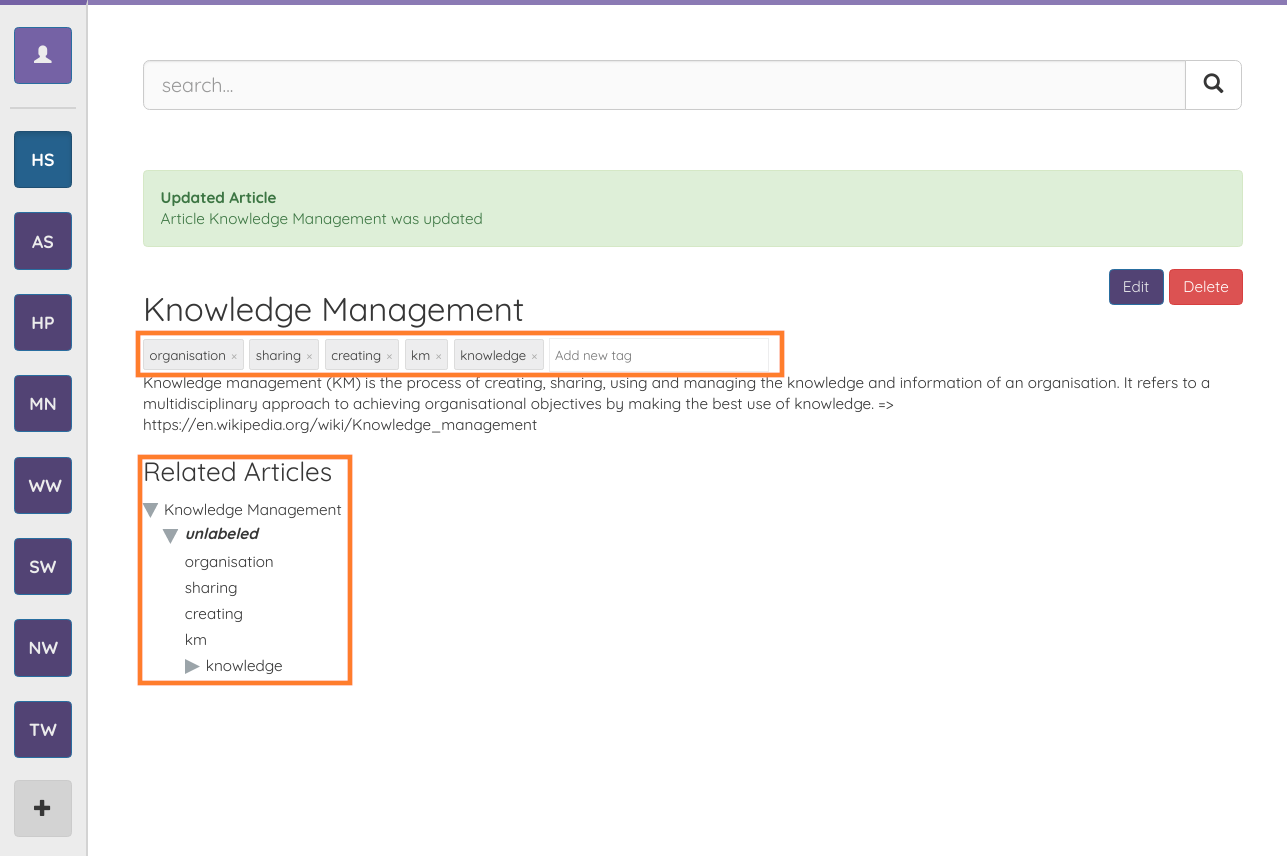 search...
HS
AS
HP
MN
WW
SW
NW
TW
Updated Article
Article Knowledge Management was updated
Edit
Delete
Knowledge Management
organisation × sharing × creating × km × knowledge × Add new tag
Knowledge management (KM) is the process of creating, sharing, using and managing the knowledge and information of an organisation. It refers to a
multidisciplinary approach to achieving organisational objectives by making the best use of knowledge. =>
https://en.wikipedia.org/wiki/Knowledge_management
Related Articles
Knowledge Management
unlabeled
organisation
sharing
creating
km
knowledge